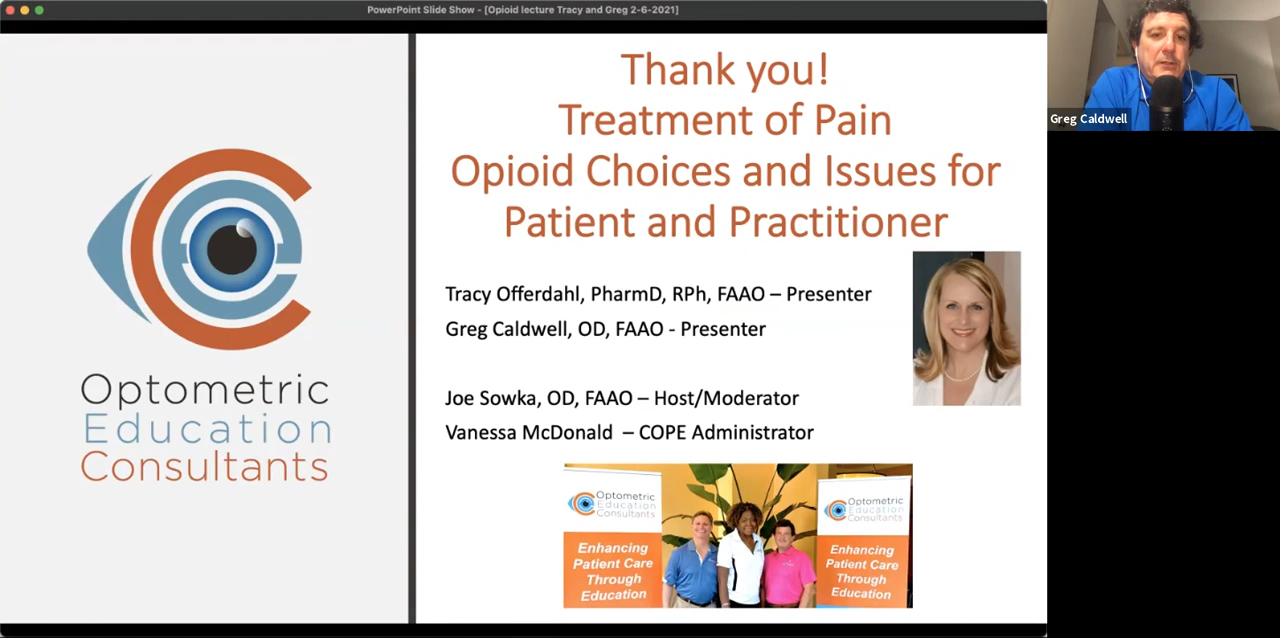 PowerPoint Slide Show - [Opioid lecture Tracy and Greg 2-6-2021]
Thank you!
Treatment of Pain
Opioid Choices and Issues for
Patient and Practitioner
Tracy Offerdahl, PharmD, RPh, FAAO – Presenter
Greg Caldwell, OD, FAAO - Presenter
Joe Sowka, OD, FAAO – Host/Moderator
Vanessa McDonald – COPE Administrator
Optometric
Education
Consultants
Optometric
Education
Consultants
Enhancing
Patient Care
Through
Education
Optometric
Education
Consultants
Enhancing
Patient Care
Through
Education
Greg Caldwell